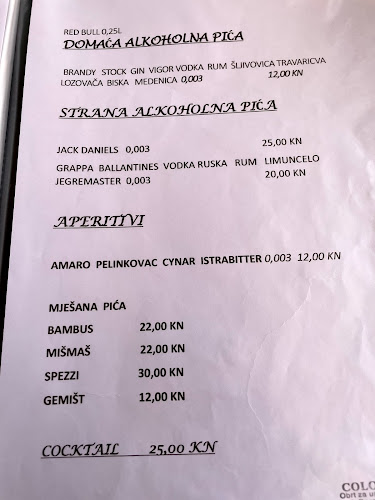 RED BULL 0,25L
DOMAĆA ALKOHOLNA PIĆA
BRANDY STOCK GIN VIGOR VODKA RUM ŠLJIVOVICA TRAVARICVA
LOZOVAČA BISKA MEDENICA 0,003 12,00 KN
STRANA ALKOHOLNA PIĆA
JACK DANIELS 0,003 25,00 KN
GRAPPA BALLANTINES VODKA RUSKA RUM LIMUNCELO
JEGREMASTER 0,003 20,00 KN
APERITIVI
AMARO PELINKOVAC CYNAR ISTRABITTER 0,003 12,00 KN
MJEŠANA PIĆA
BAMBUS 22,00 KN
MIŠMAŠ 22,00 KN
SPEZZI 30,00 KN
GEMIŠT 12,00 KN
COCKTAIL 25,00 KN
COLO
Obrt za u